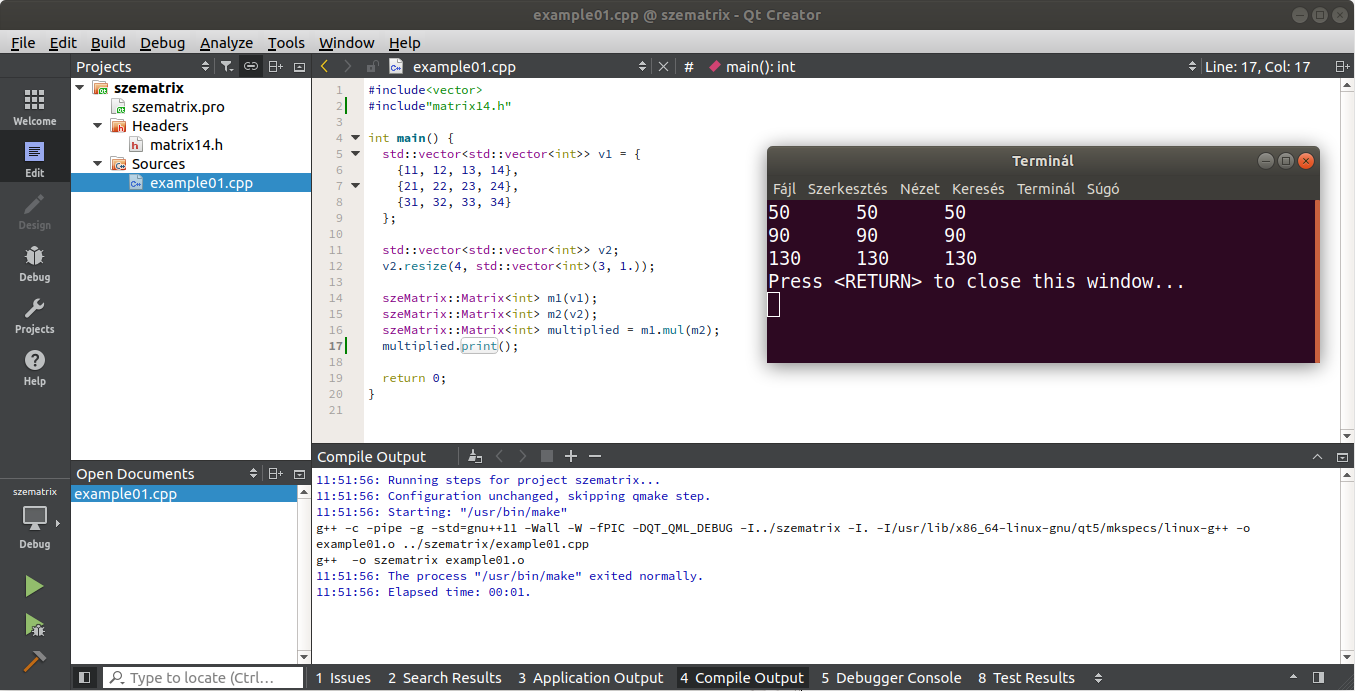 example01.cpp @ szematrix - Qt Creator
File Edit Build Debug Analyze Tools Window Help
Projects
example01.cpp
# main(): int
Line: 17, Col: 17
Welcome
Edit
Design
Debug
Projects
Help
szematrix
Debug
szematrix
szematrix.pro
Headers
matrix14.h
Sources
example01.cpp
Open Documents
example01.cpp
1 #include<vector>
2 #include"matrix14.h"
3
4 int main() {
5 std::vector<std::vector<int>> v1 = {
6 {11, 12, 13, 14},
7 {21, 22, 23, 24},
8 {31, 32, 33, 34}
9 };
10
11 std::vector<std::vector<int>> v2;
12 v2.resize(4, std::vector<int>(3, 1.));
13
14 szeMatrix::Matrix<int> m1(v1);
15 szeMatrix::Matrix<int> m2(v2);
16 szeMatrix::Matrix<int> multiplied = m1.mul(m2);
17 multiplied.print();
18
19 return 0;
20 }
21
Terminál
Fájl Szerkesztés Nézet Keresés Terminál Súgó
50 50 50
90 90 90
130 130 130
Press <RETURN> to close this window...
Compile Output
11:51:56: Running steps for project szematrix...
11:51:56: Configuration unchanged, skipping qmake step.
11:51:56: Starting: "/usr/bin/make"
g++ -c -pipe -g -std=gnu++11 -Wall -W -fPIC -DQT_QML_DEBUG -I../szematrix -I. -I/usr/lib/x86_64-linux-gnu/qt5/mkspecs/linux-g++ -o
example01.o ../szematrix/example01.cpp
g++  -o szematrix example01.o
11:51:56: The process "/usr/bin/make" exited normally.
11:51:56: Elapsed time: 00:01.
Type to locate (Ctrl...
1 Issues 2 Search Results 3 Application Output 4 Compile Output 5 Debugger Console 8 Test Results